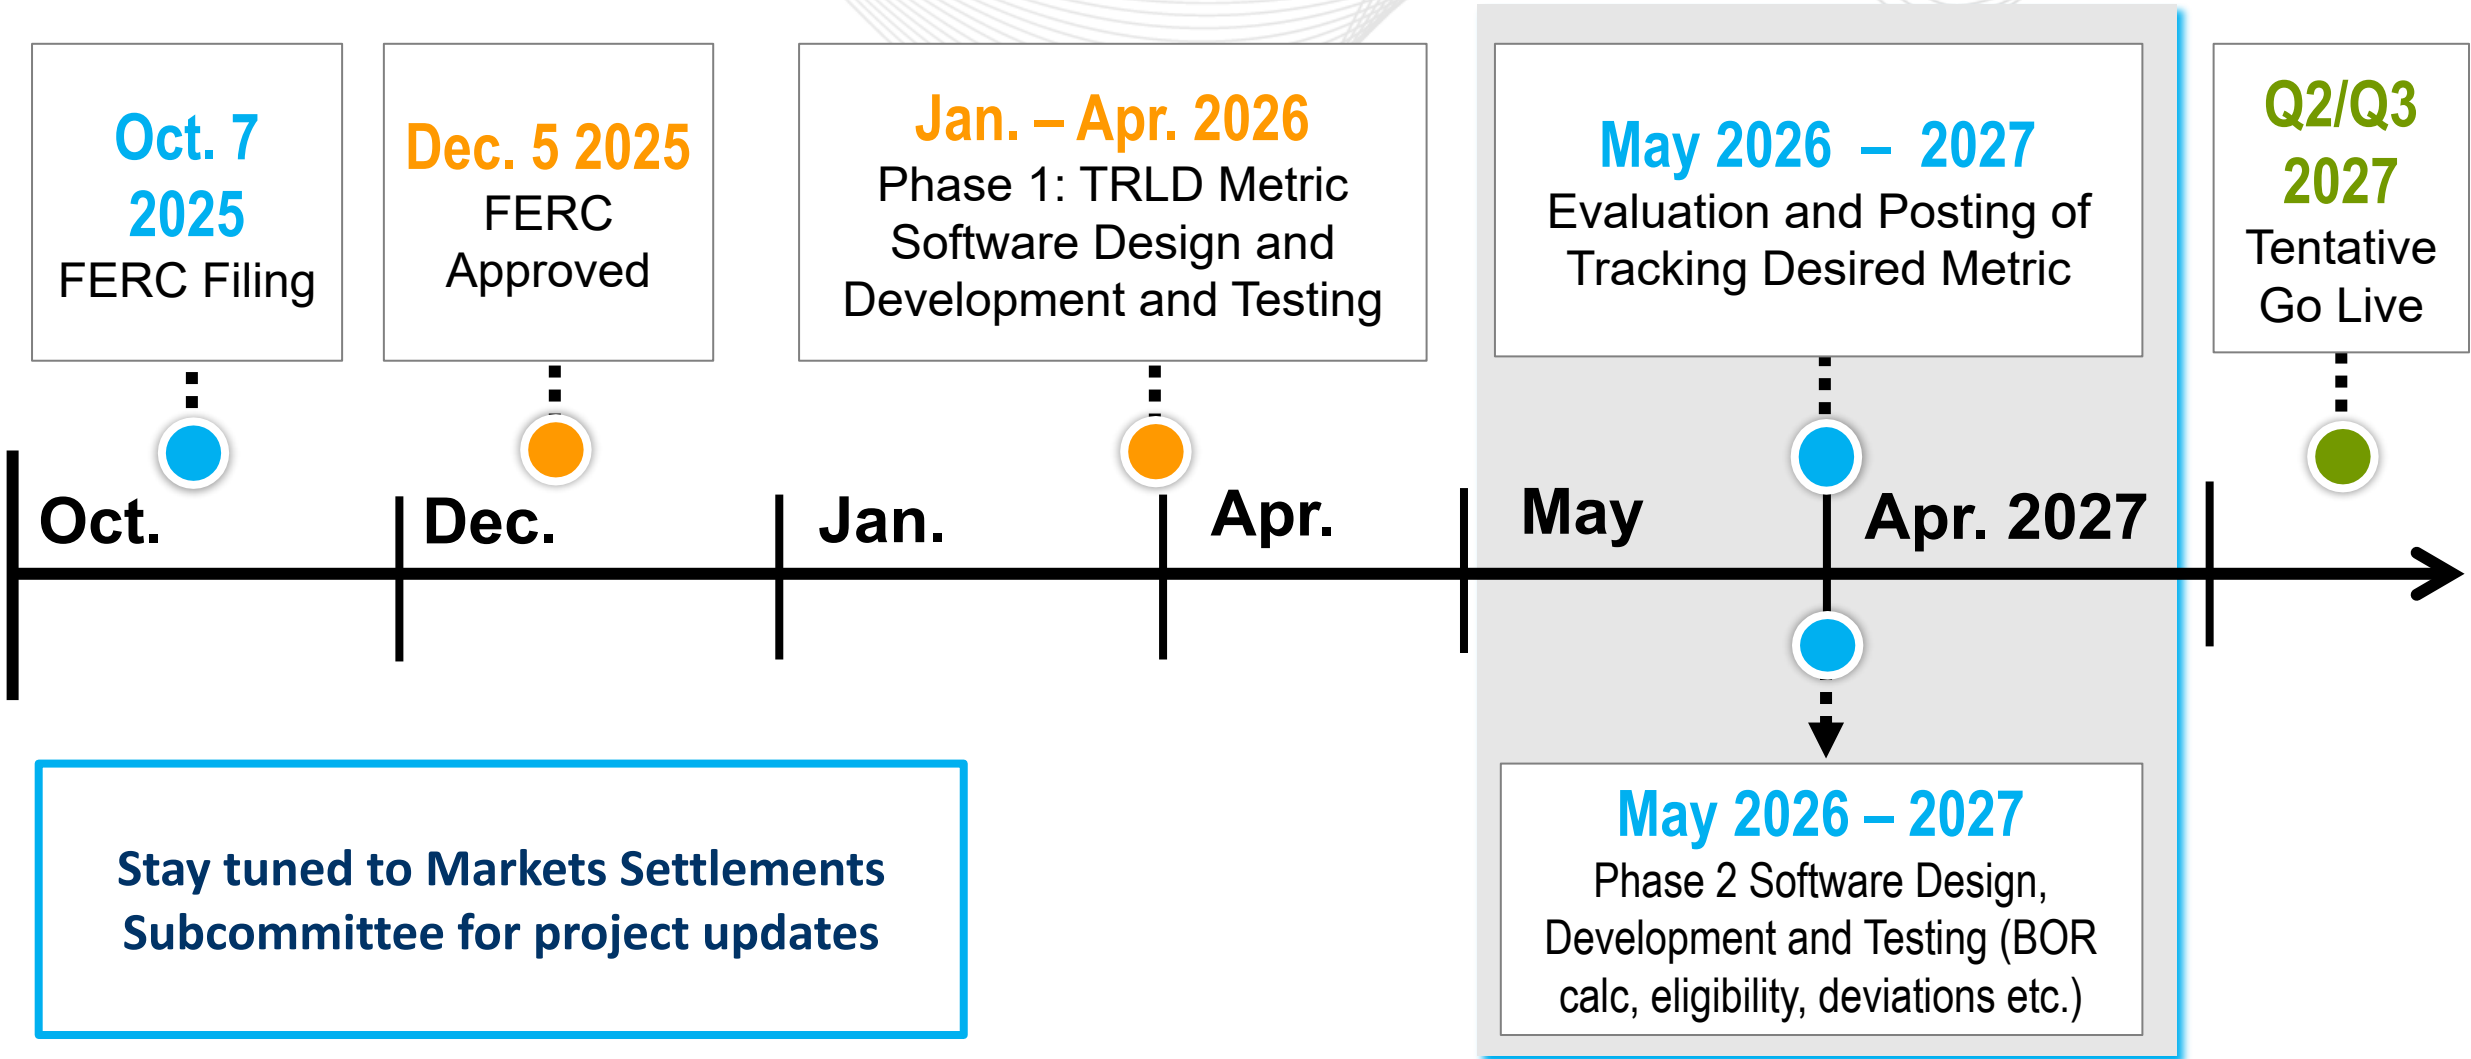 Oct. 7
2025
FERC Filing
Dec. 5 2025
FERC
Approved
Jan. – Apr. 2026
Phase 1: TRLD Metric
Software Design and
Development and Testing
May 2026 – 2027
Evaluation and Posting of
Tracking Desired Metric
Q2/Q3
2027
Tentative
Go Live
Oct.
Dec.
Jan.
Apr.
May
Apr. 2027
Stay tuned to Markets Settlements
Subcommittee for project updates
May 2026 – 2027
Phase 2 Software Design,
Development and Testing (BOR
calc, eligibility, deviations etc.)